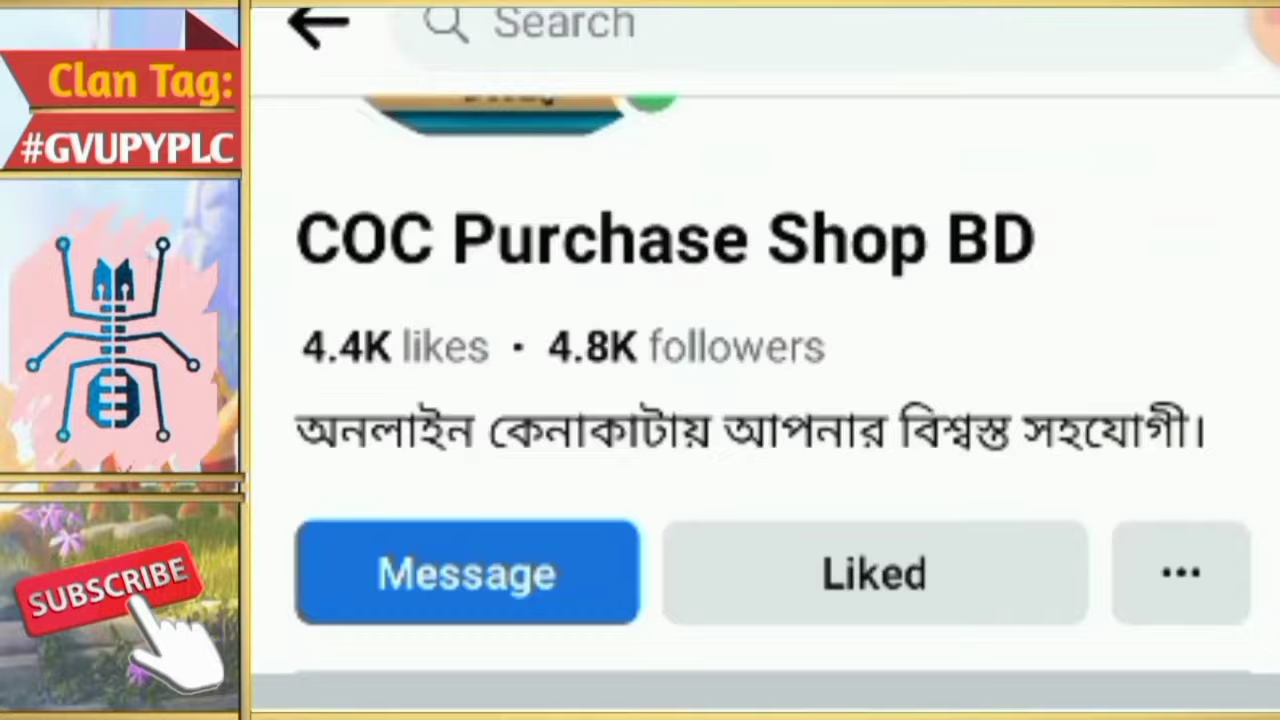 Clan Tag:
#GVUPYPLC
SUBSCRIBE
Search
COC Purchase Shop BD
4.4K likes · 4.8K followers
অনলাইন কেনাকাটায় আপনার বিশ্বস্ত সহযোগী।
Message
Liked